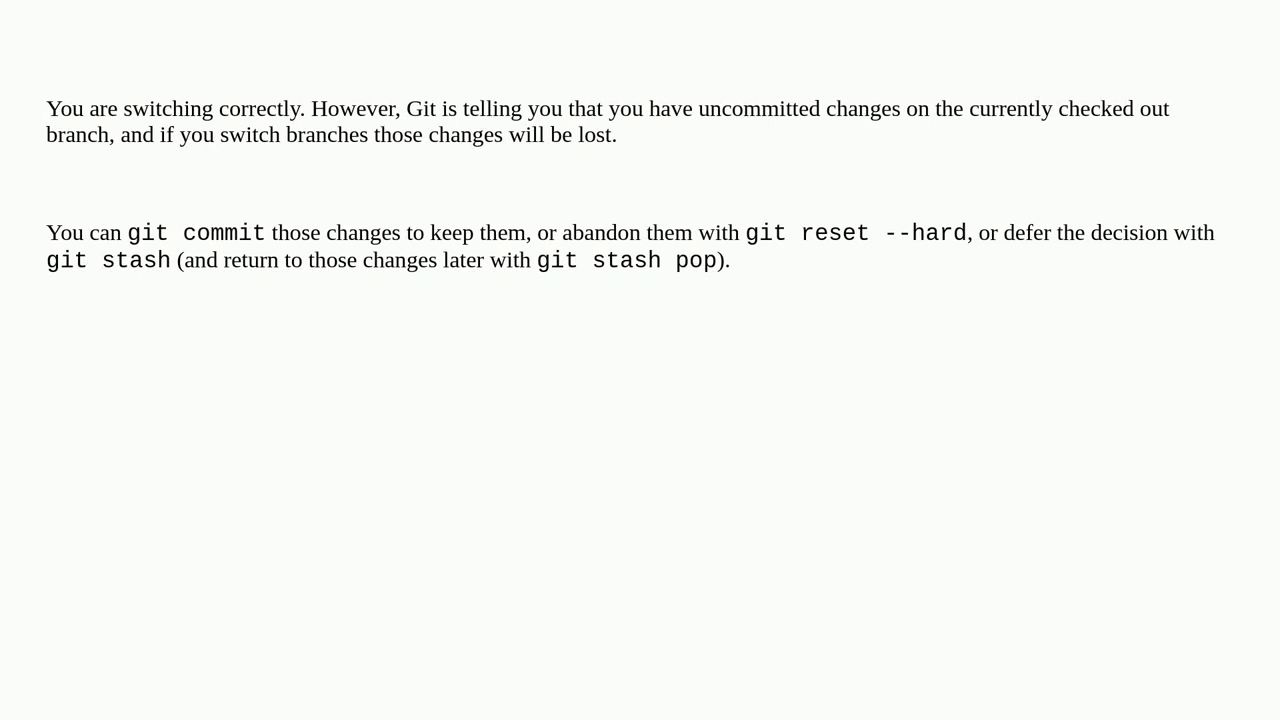 You are switching correctly. However, Git is telling you that you have uncommitted changes on the currently checked out
branch, and if you switch branches those changes will be lost.
You can git commit those changes to keep them, or abandon them with git reset --hard, or defer the decision with
git stash (and return to those changes later with git stash pop).